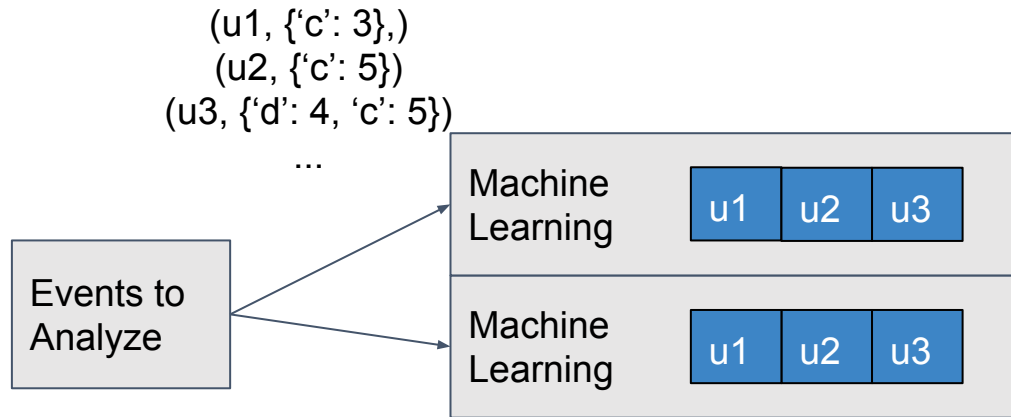 (u1, {‘c’: 3},)
(u2, {‘c’: 5})
(u3, {‘d’: 4, ‘c’: 5})
...
Machine
Learning
u1 u2 u3
Events to
Analyze
Machine
Learning
u1 u2 u3